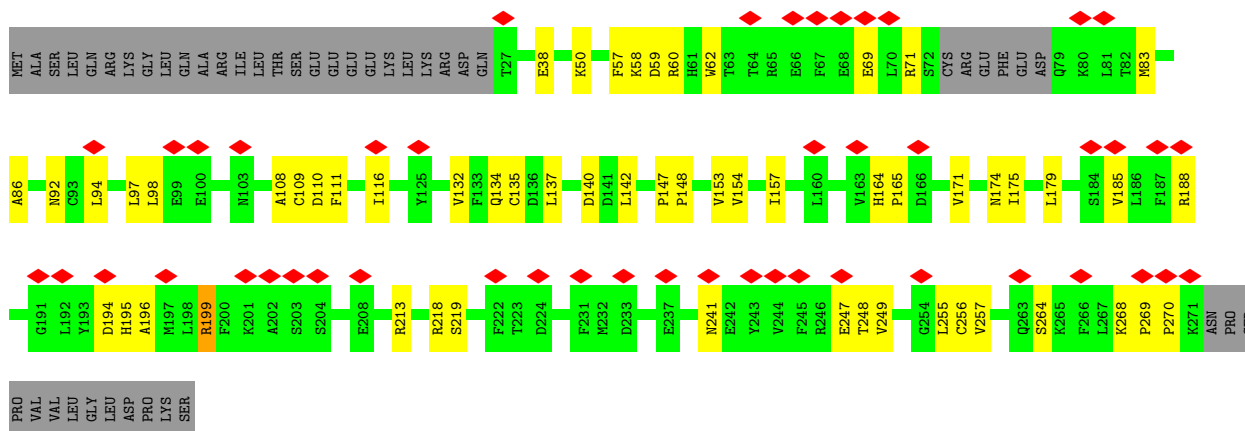 MET ALA SER LEU GLN ARG LYS GLY LEU GLN ALA ARG ILE LEU THR SER GLU GLU GLU GLU LYS LEU LYS ARG ASP GLN T27 E38 K50 F57 K58 D59 R60 H61 W62 T63 T64 R65 E66 F67 E68 E69 L70 R71 S72 CYS ARG GLU PHE GLU ASP Q79 K80 L81 T82 M83
A86 N92 C93 L94 L97 L98 E99 E100 N103 A108 C109 D110 F111 I116 Y125 V132 F133 Q134 C135 D136 L137 D140 D141 L142 P147 P148 V153 V154 I157 L160 V163 H164 P165 D166 V171 N174 I175 L179 S184 V185 L186 F187 R188
G191 L192 Y193 D194 H195 A196 M197 L198 R199 F200 K201 A202 S203 S204 E208 R213 R218 S219 F222 T223 D224 F231 M232 D233 E237 N241 E242 Y243 V244 F245 R246 E247 T248 V249 G254 L255 C256 V257 Q263 S264 K265 F266 L267 K268 P269 P270 K271 ASN PRO
PRO VAL VAL LEU GLY LEU ASP PRO LYS SER